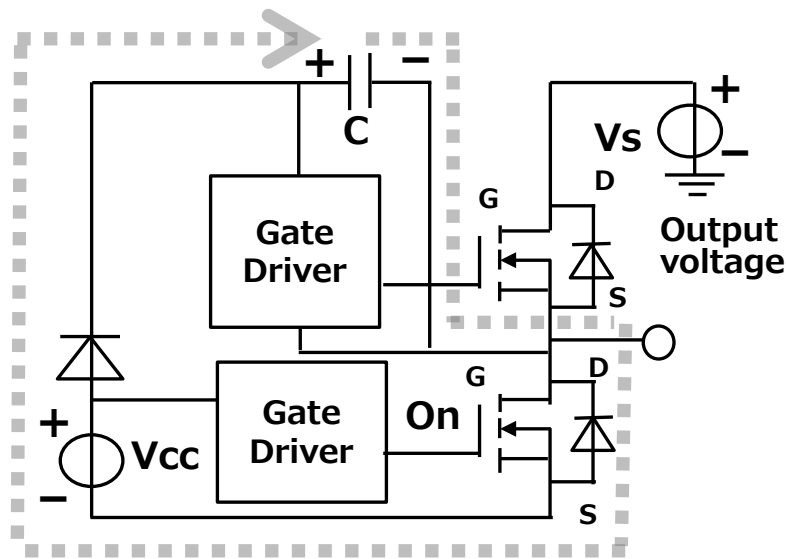 + −
C
+
Vs
−
D
G
Gate
Driver
Output
voltage
S
G
D
Gate
Driver
On
+
Vcc
−
S